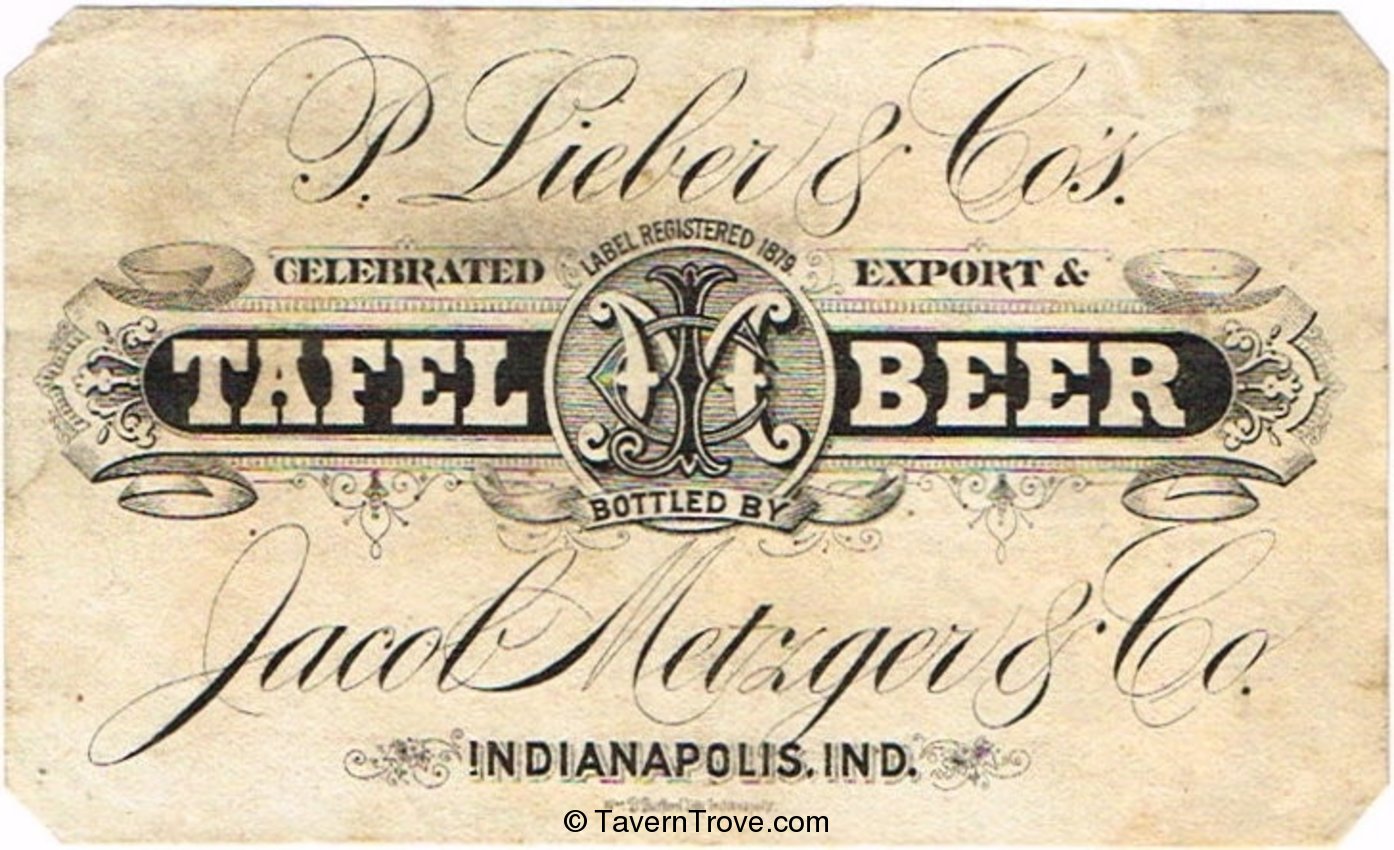 P. Lieber & Co's.
LABEL REGISTERED 1879
CELEBRATED EXPORT &
TAFEL BEER
BOTTLED BY
Jacob Metzger & Co.
INDIANAPOLIS, IND.
© TavernTrove.com